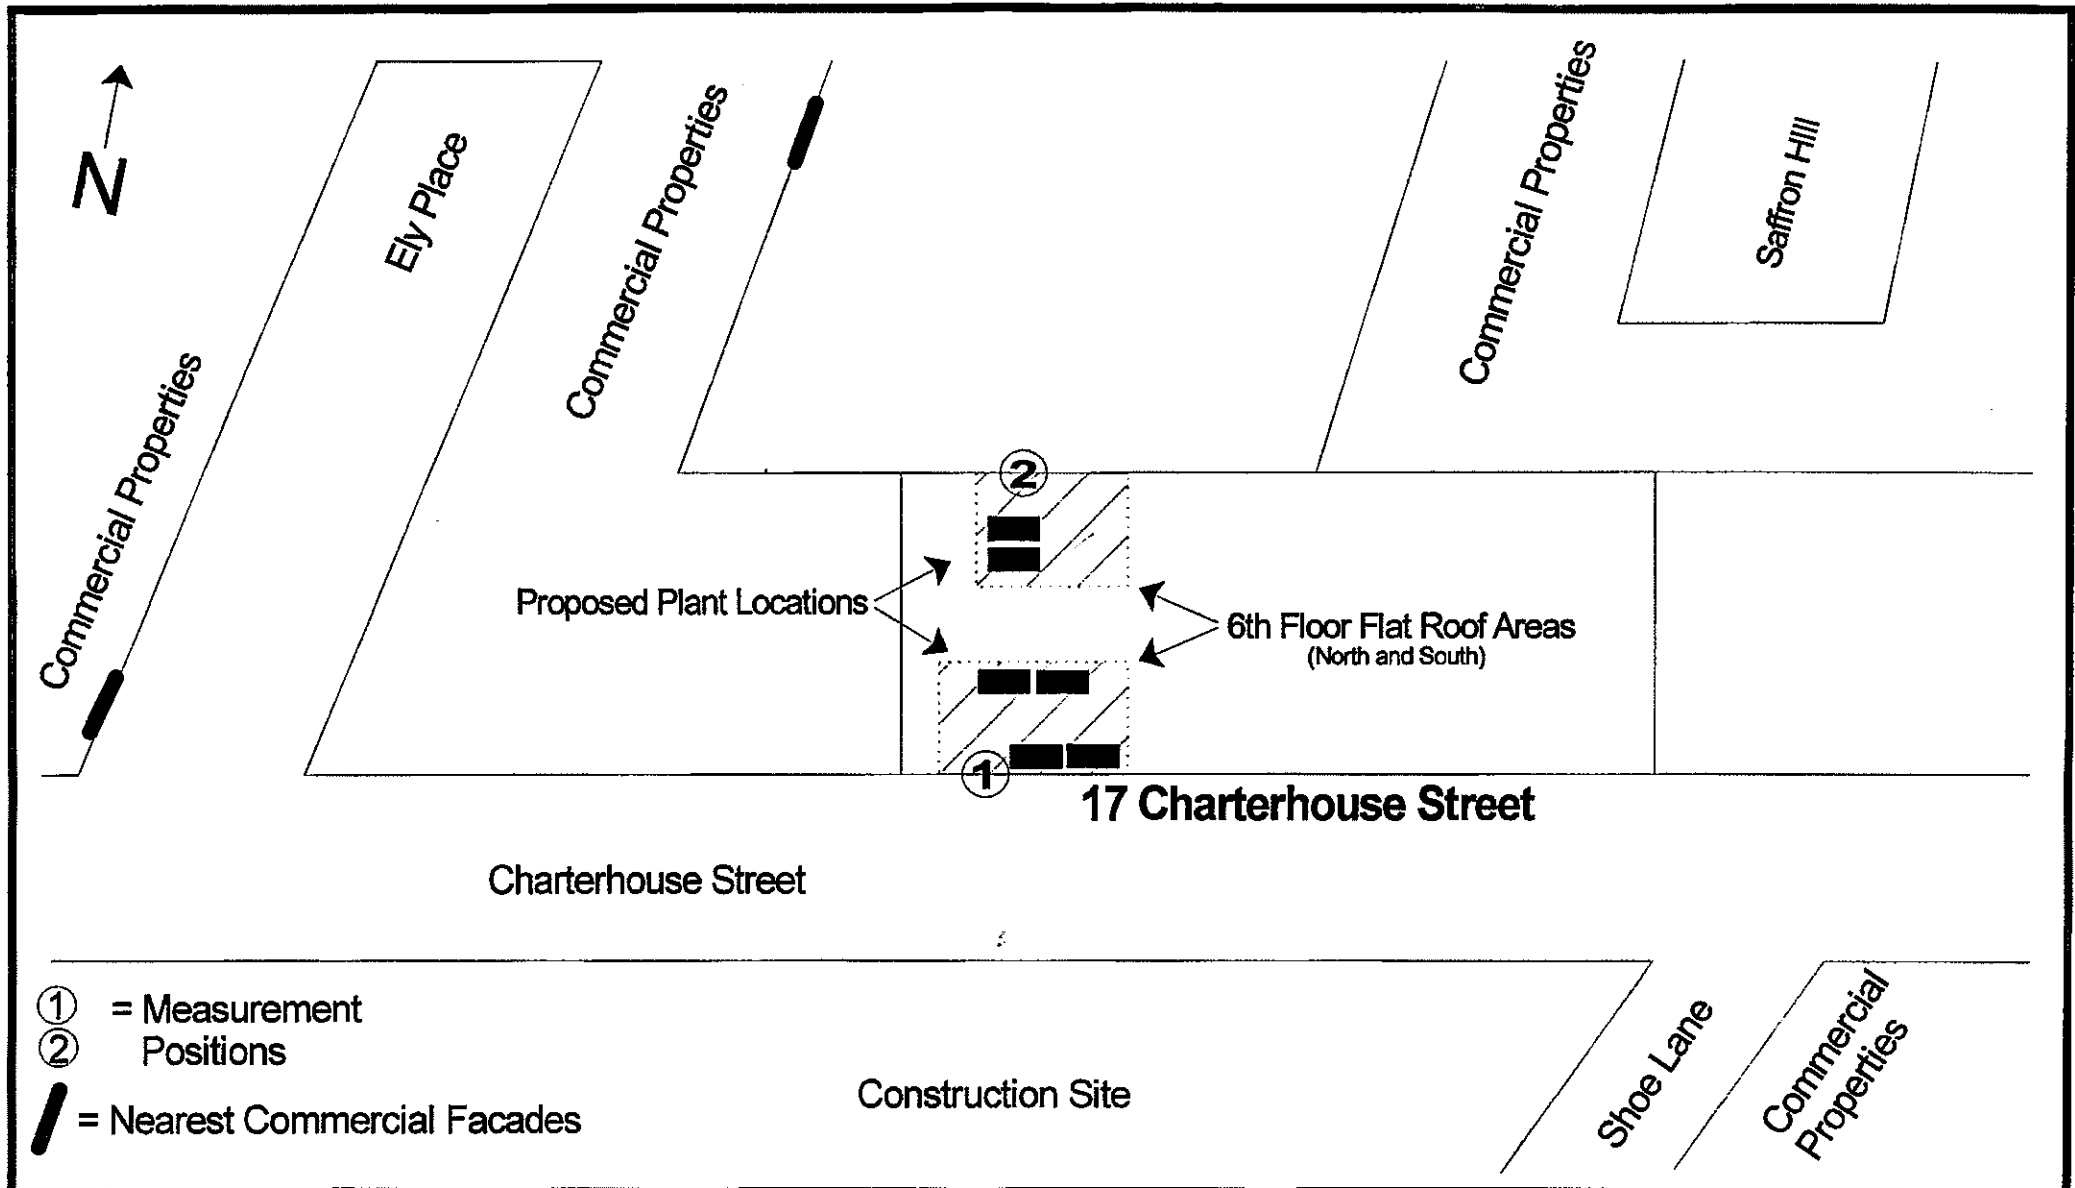 N
Ely Place
Commercial Properties
Commercial Properties
Saffron HIll
Commercial Properties
2
Proposed Plant Locations
6th Floor Flat Roof Areas
(North and South)
1
17 Charterhouse Street
Charterhouse Street
1 = Measurement
2 Positions
= Nearest Commercial Facades
Construction Site
Shoe Lane
Commercial
Properties